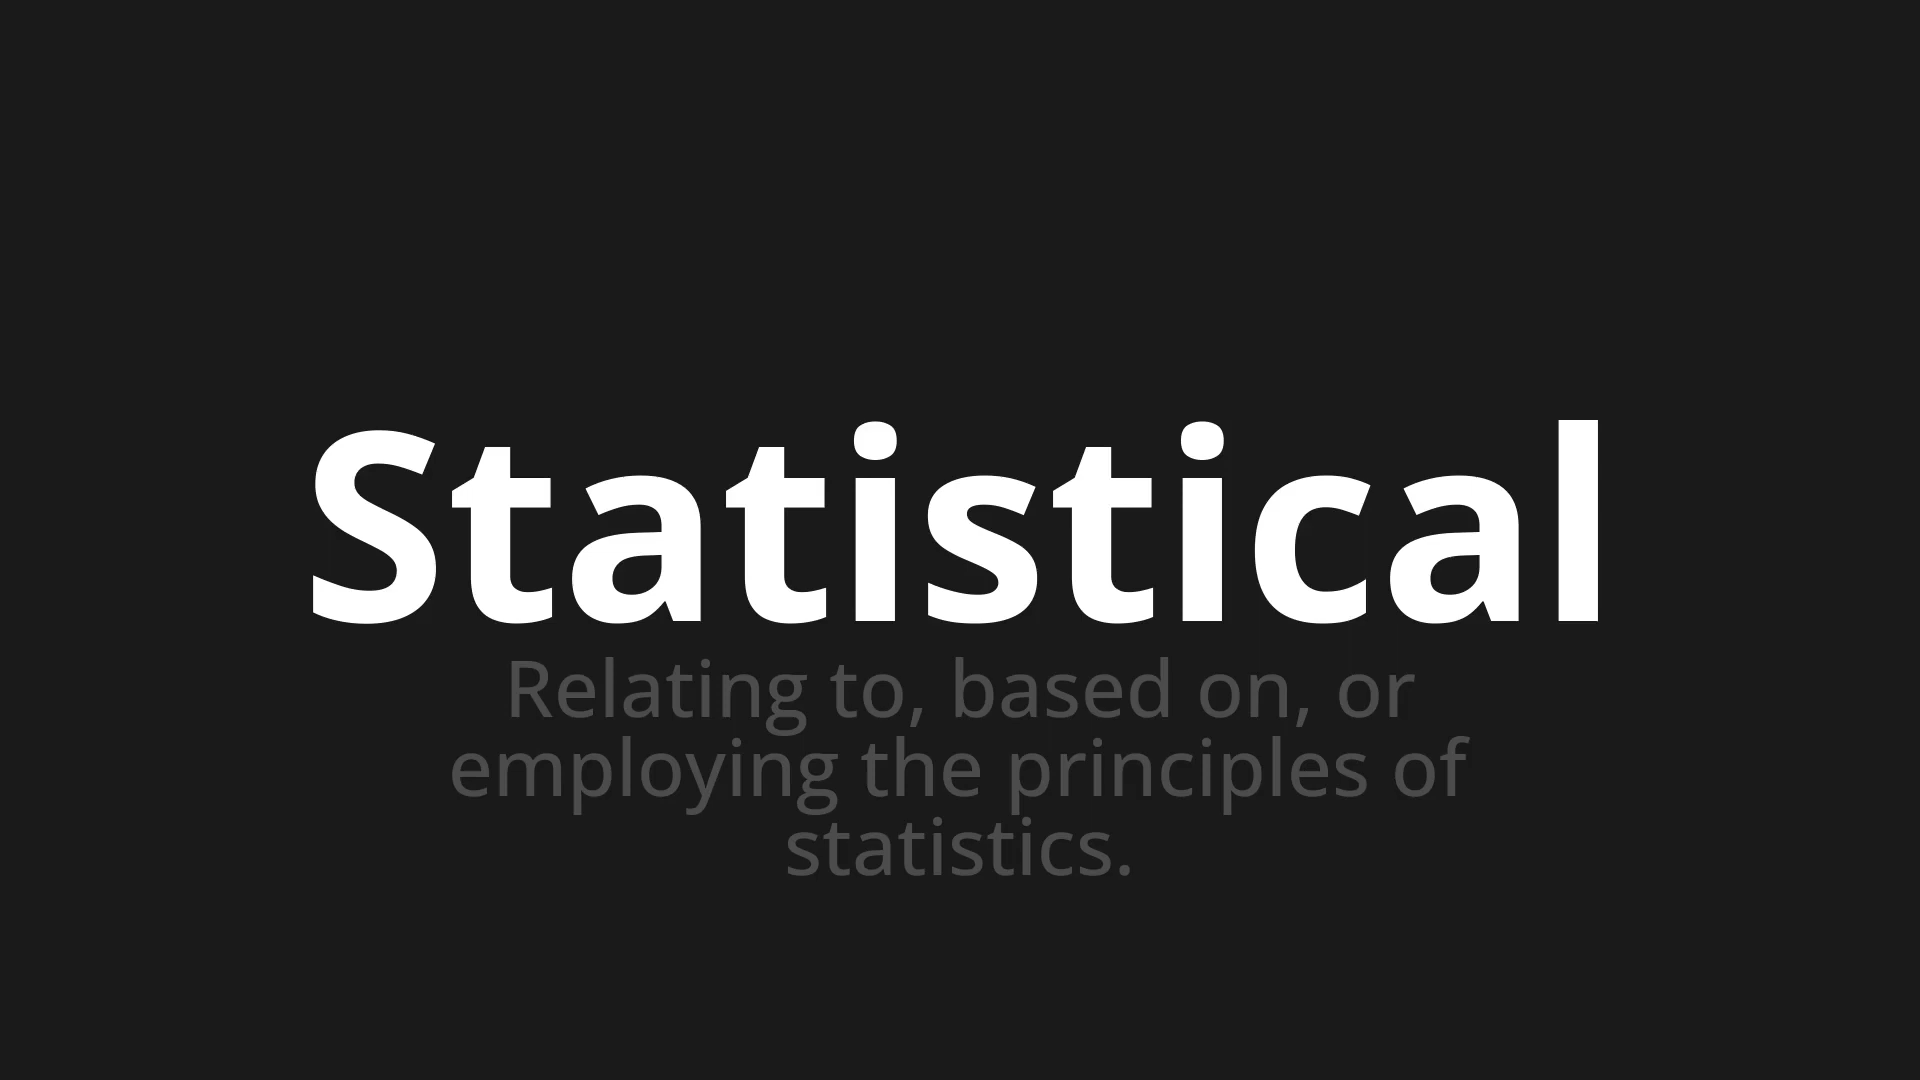 Statistical
Relating to, based on, or
employing the principles of
statistics.